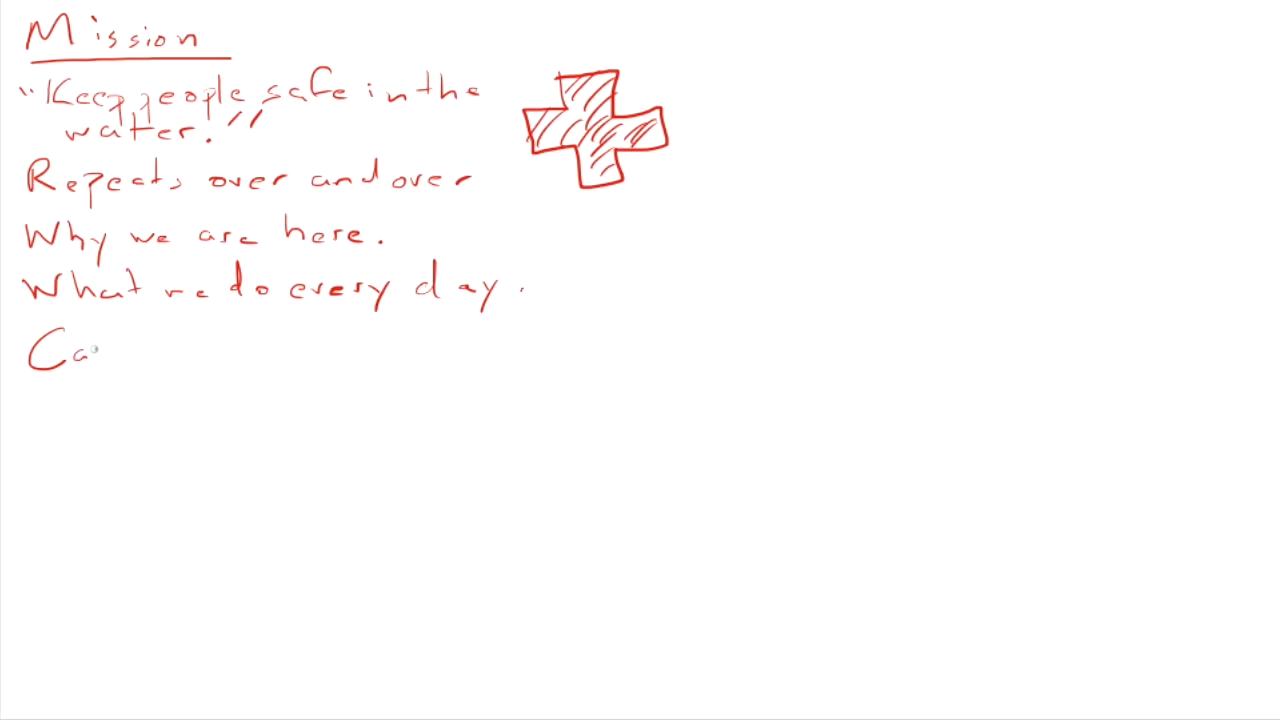 Mission
"Keep people safe in the
water."
Repeats over and over
Why we are here.
What we do every day.
Ca